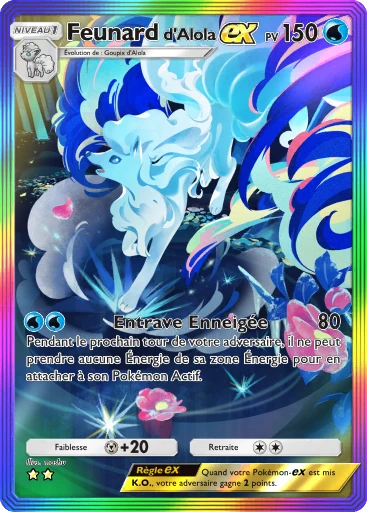 NIVEAU 1
Feunard d'Alola ex PV 150
Évolution de : Goupix d'Alola
Entrave Enneigée 80
Pendant le prochain tour de votre adversaire, il ne peut
prendre aucune Énergie de sa zone Énergie pour en
attacher à son Pokémon Actif.
Faiblesse +20 Retraite
Règle ex Quand votre Pokémon-ex est mis
K.O., votre adversaire gagne 2 points.